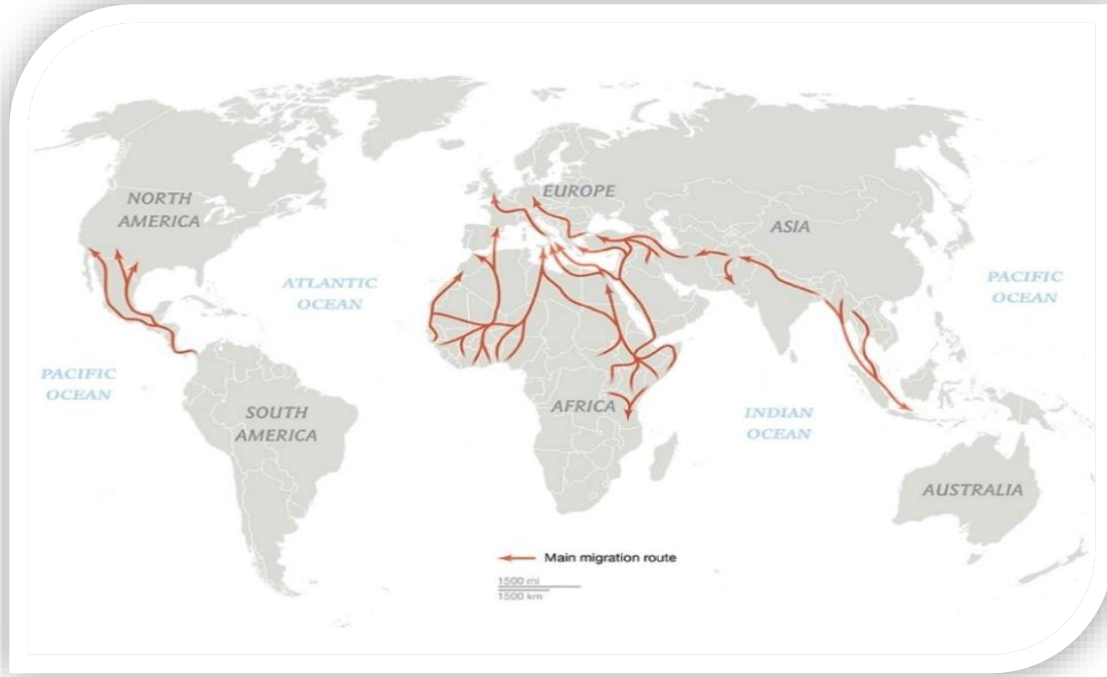 NORTH
AMERICA
EUROPE
ASIA
ATLANTIC
OCEAN
PACIFIC
OCEAN
PACIFIC
OCEAN
SOUTH
AMERICA
AFRICA
INDIAN
OCEAN
AUSTRALIA
Main migration route
1500 mi
1500 km